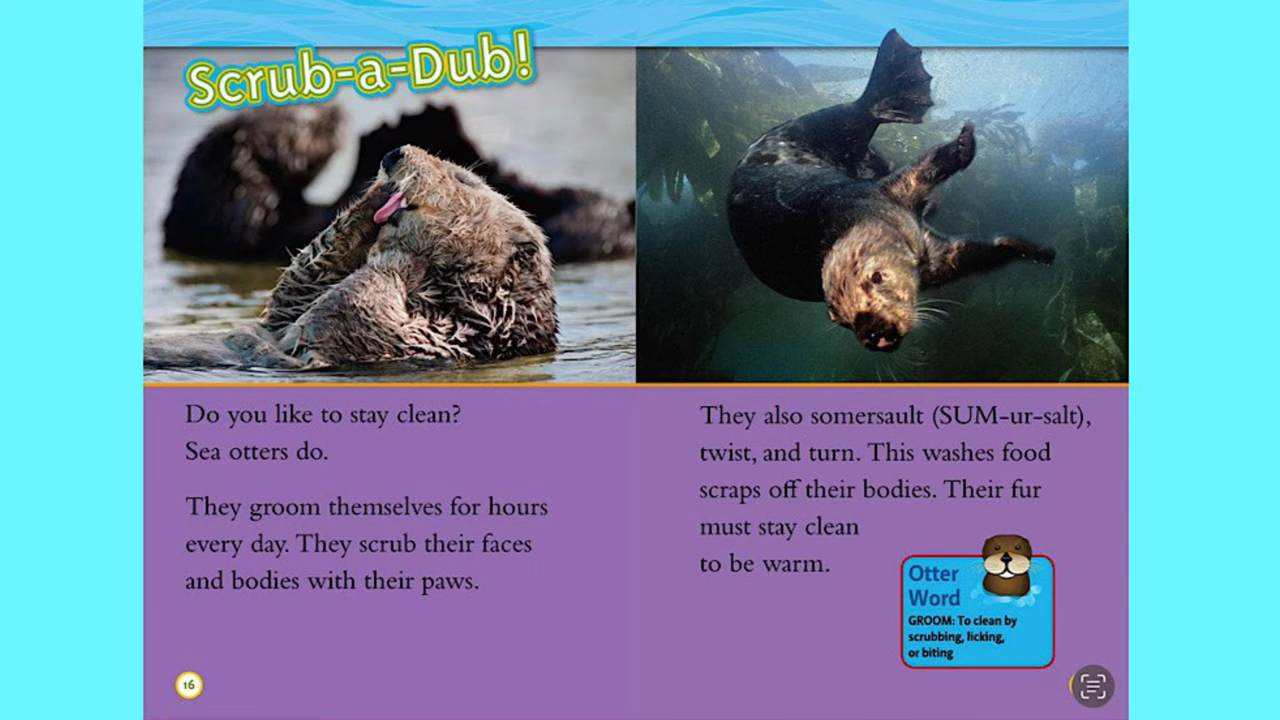 Scrub-a-Dub!
Do you like to stay clean?
Sea otters do.
They groom themselves for hours
every day. They scrub their faces
and bodies with their paws.
16
They also somersault (SUM-ur-salt),
twist, and turn. This washes food
scraps off their bodies. Their fur
must stay clean
to be warm.
Otter
Word
GROOM: To clean by
scrubbing, licking,
or biting